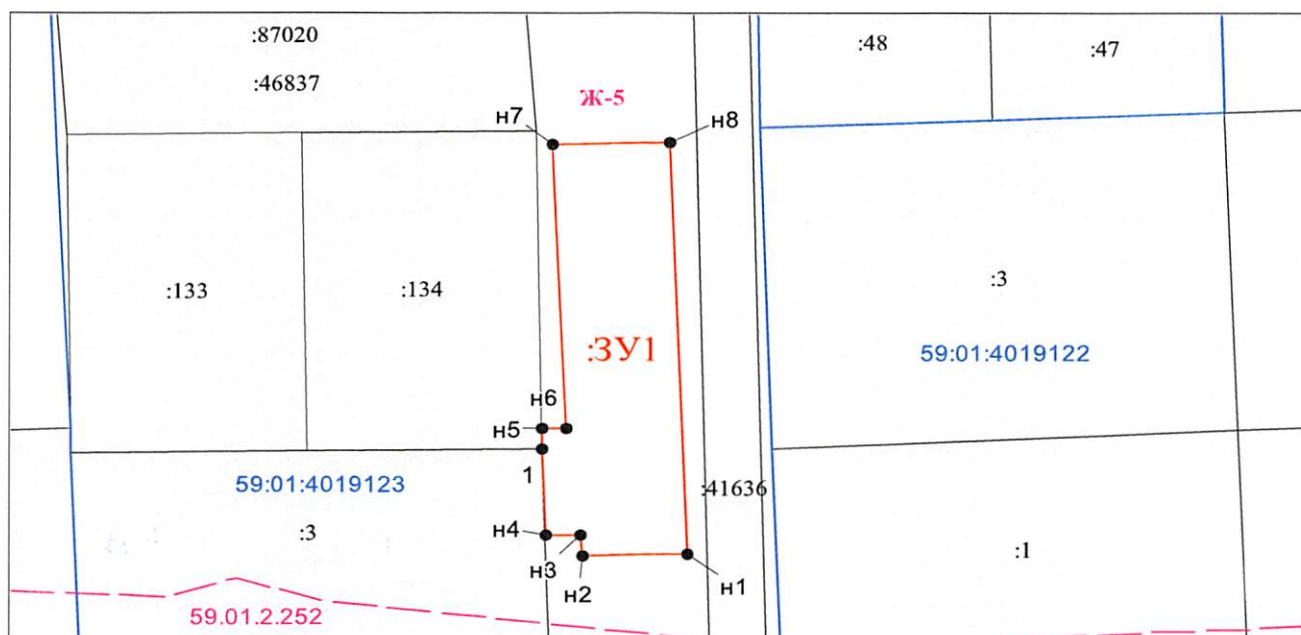 :87020
:46837
Ж-5
:48
:47
н7
н8
:133
:134
:3
:ЗУ1
59:01:4019122
н6
н5
1
59:01:4019123
:41636
:3
н4
н3
н2
н1
:1
59.01.2.252